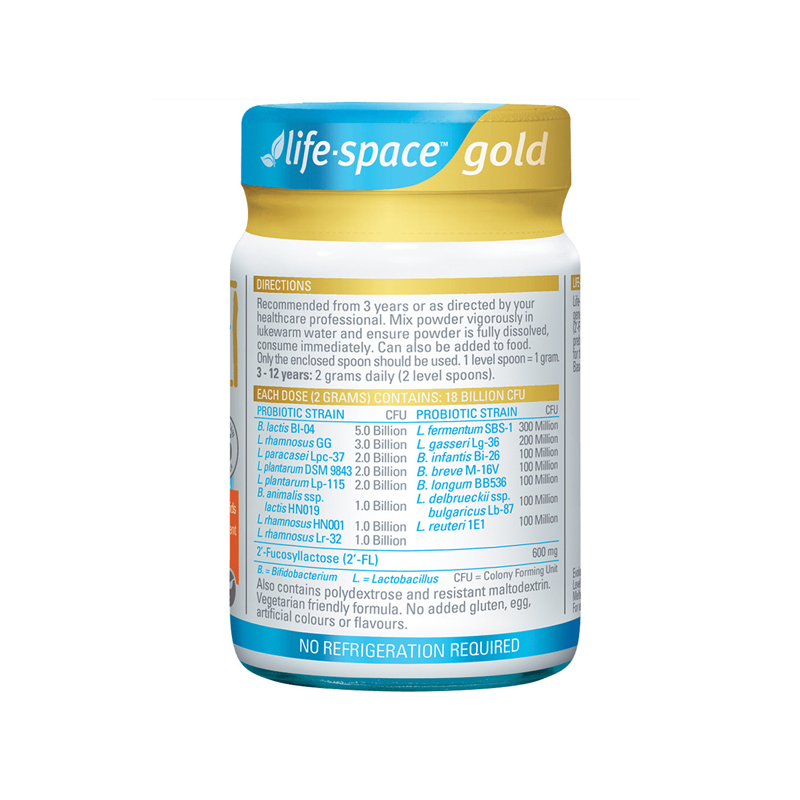 life·space™ gold
DIRECTIONS
Recommended from 3 years or as directed by your
healthcare professional. Mix powder vigorously in
lukewarm water and ensure powder is fully dissolved,
consume immediately. Can also be added to food.
Only the enclosed spoon should be used. 1 level spoon = 1 gram.
3 - 12 years: 2 grams daily (2 level spoons).
EACH DOSE (2 GRAMS) CONTAINS: 18 BILLION CFU
PROBIOTIC STRAIN CFU
B. lactis Bl-04 5.0 Billion
L. rhamnosus GG 3.0 Billion
L. paracasei Lpc-37 2.0 Billion
L. plantarum DSM 9843 2.0 Billion
L. plantarum Lp-115 2.0 Billion
B. animalis ssp.
lactis HN019 1.0 Billion
L. rhamnosus HN001 1.0 Billion
L. rhamnosus Lr-32 1.0 Billion
PROBIOTIC STRAIN CFU
L. fermentum SBS-1 300 Million
L. gasseri Lg-36 200 Million
B. infantis Bi-26 100 Million
B. breve M-16V 100 Million
B. longum BB536 100 Million
L. delbrueckii ssp.
bulgaricus Lb-87 100 Million
L. reuteri 1E1 100 Million
2'-Fucosyllactose (2'-FL) 600 mg
B. = Bifidobacterium L. = Lactobacillus CFU = Colony Forming Unit
Also contains polydextrose and resistant maltodextrin.
Vegetarian friendly formula. No added gluten, egg,
artificial colours or flavours.
NO REFRIGERATION REQUIRED